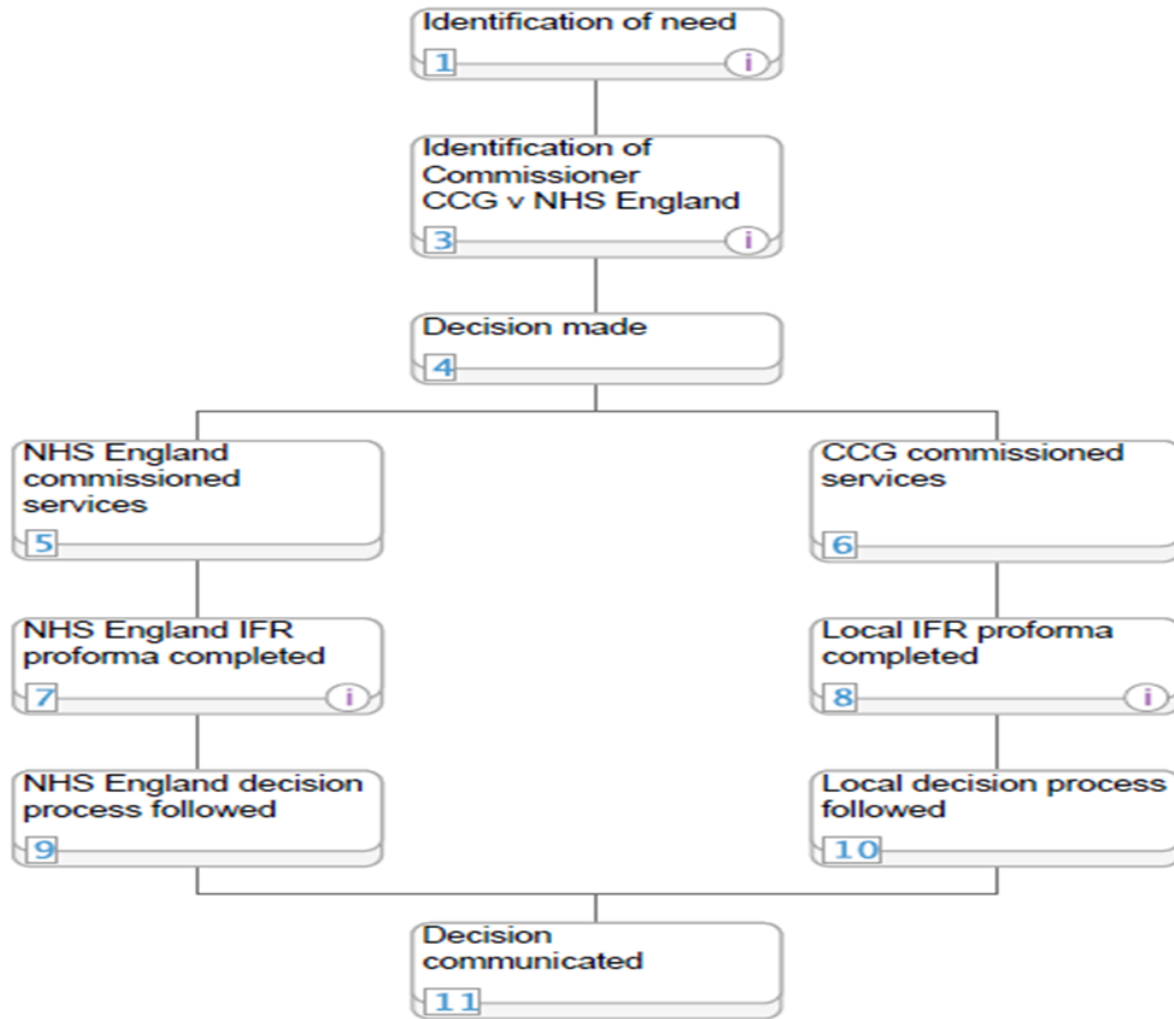 Identification of need
1
i
Identification of
Commissioner
CCG v NHS England
3
i
Decision made
4
NHS England
commissioned
services
5
CCG commissioned
services
6
NHS England IFR
proforma completed
7
i
Local IFR proforma
completed
8
i
NHS England decision
process followed
9
Local decision process
followed
10
Decision
communicated
11